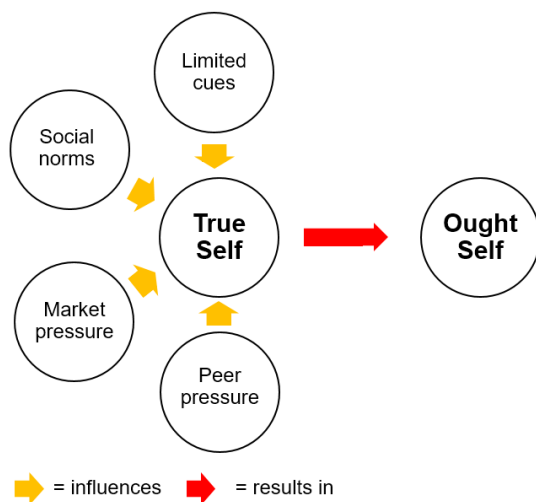 Limited
cues
Social
norms
True
Self
Ought
Self
Market
pressure
Peer
pressure
= influences
= results in